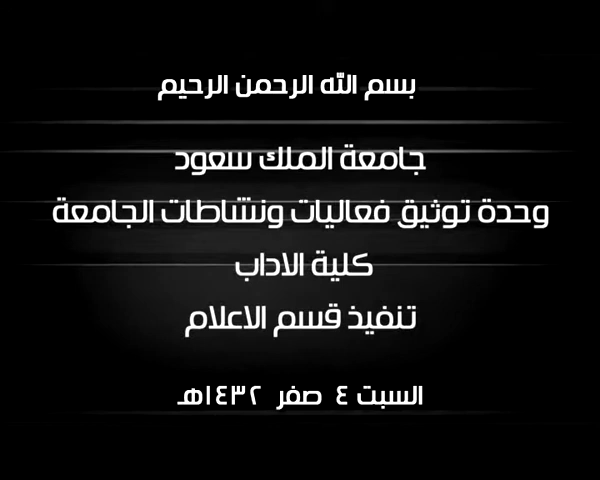 بسم الله الرحمن الرحيم
جامعة الملك سعود
وحدة توثيق فعاليات ونشاطات الجامعة
كلية الاداب
تنفيذ قسم الاعلام
السبت ٤ صفر ١٤٣٢هـ